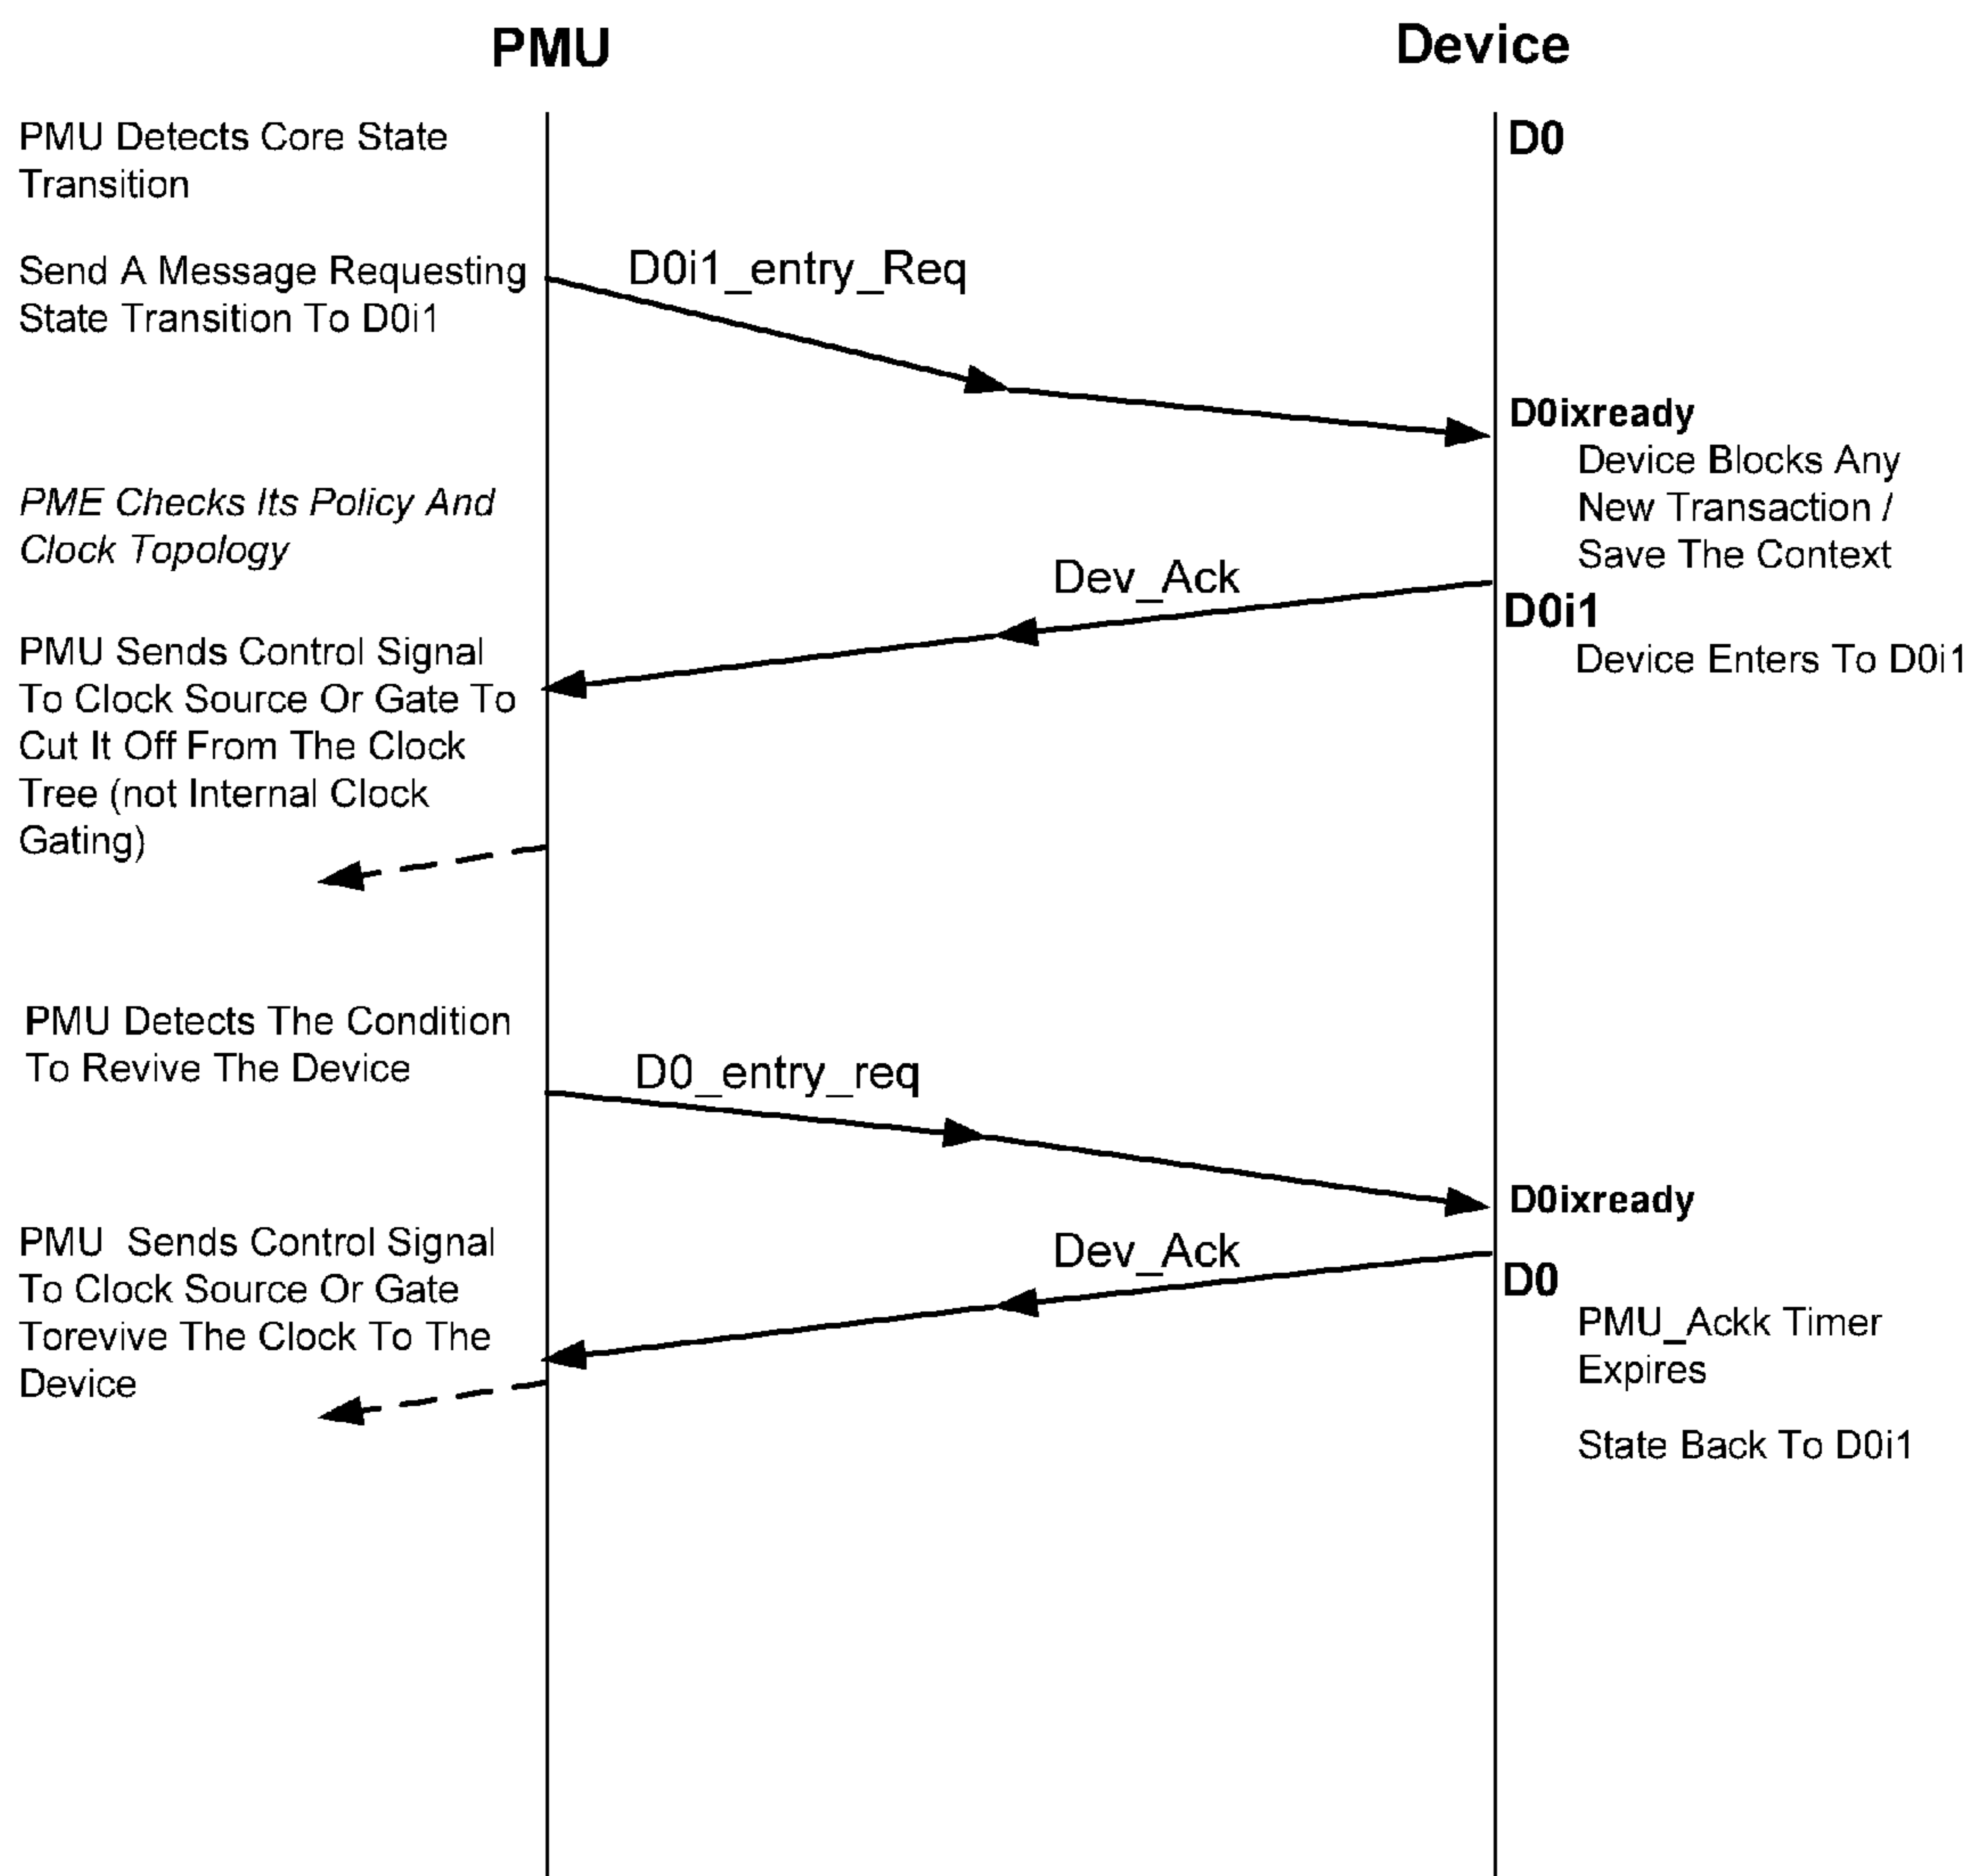 PMU
Device
PMU Detects Core State
Transition
D0
Send A Message Requesting
State Transition To D0i1
D0i1_entry_Req
D0ixready
Device Blocks Any
New Transaction /
Save The Context
PME Checks Its Policy And
Clock Topology
Dev_Ack
D0i1
Device Enters To D0i1
PMU Sends Control Signal
To Clock Source Or Gate To
Cut It Off From The Clock
Tree (not Internal Clock
Gating)
PMU Detects The Condition
To Revive The Device
D0_entry_req
D0ixready
PMU Sends Control Signal
To Clock Source Or Gate
Torevive The Clock To The
Device
Dev_Ack
D0
PMU_Ackk Timer
Expires
State Back To D0i1